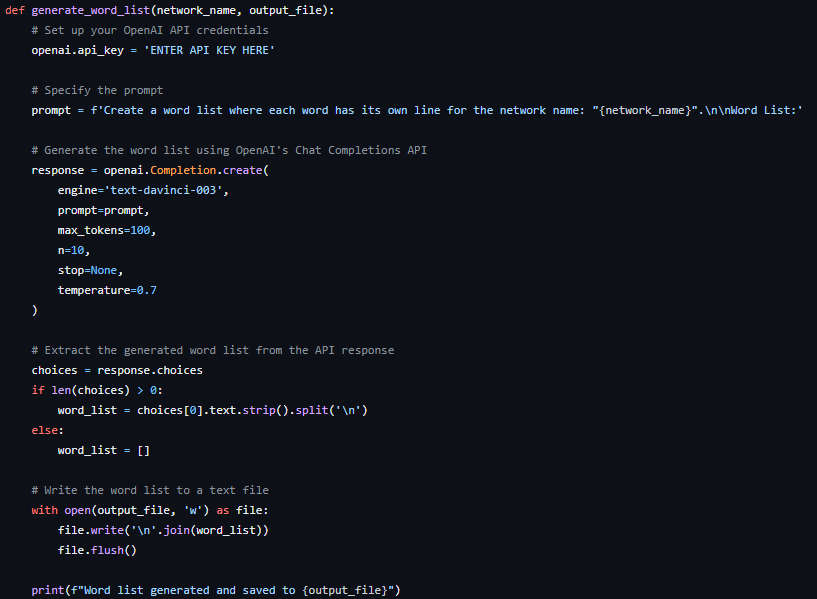 def generate_word_list(network_name, output_file):
    # Set up your OpenAI API credentials
    openai.api_key = 'ENTER API KEY HERE'

    # Specify the prompt
    prompt = f'Create a word list where each word has its own line for the network name: "{network_name}".\n\nWord List:'

    # Generate the word list using OpenAI's Chat Completions API
    response = openai.Completion.create(
        engine='text-davinci-003',
        prompt=prompt,
        max_tokens=100,
        n=10,
        stop=None,
        temperature=0.7
    )

    # Extract the generated word list from the API response
    choices = response.choices
    if len(choices) > 0:
        word_list = choices[0].text.strip().split('\n')
    else:
        word_list = []

    # Write the word list to a text file
    with open(output_file, 'w') as file:
        file.write('\n'.join(word_list))
        file.flush()

    print(f"Word list generated and saved to {output_file}")